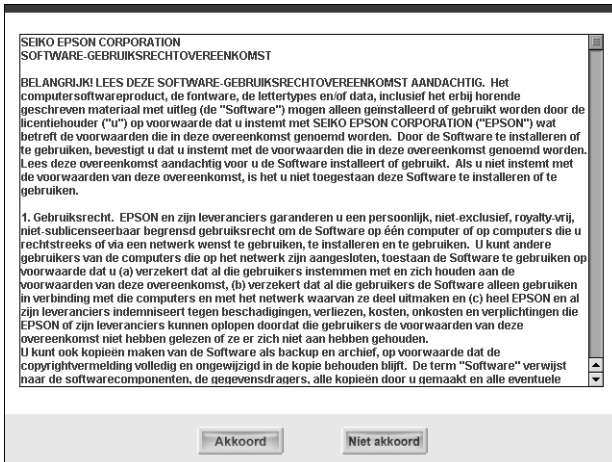 SEIKO EPSON CORPORATION
SOFTWARE-GEBRUIKSRECHTOVEREENKOMST
BELANGRIJK! LEES DEZE SOFTWARE-GEBRUIKSRECHTOVEREENKOMST AANDACHTIG.  Het
computersoftwareproduct, de fontware, de lettertypes en/of data, inclusief het erbij horende
geschreven materiaal met uitleg (de "Software") mogen alleen geïnstalleerd of gebruikt worden door de
licentiehouder ("u") op voorwaarde dat u instemt met SEIKO EPSON CORPORATION ("EPSON") wat
betreft de voorwaarden die in deze overeenkomst genoemd worden.  Door de Software te installeren of
te gebruiken, bevestigt u dat u instemt met de voorwaarden die in deze overeenkomst genoemd worden.
Lees deze overeenkomst aandachtig voor u de Software installeert of gebruikt.  Als u niet instemt met
de voorwaarden van deze overeenkomst, is het u niet toegestaan deze Software te installeren of te
gebruiken.
1. Gebruiksrecht.  EPSON en zijn leveranciers garanderen u een persoonlijk, niet-exclusief, royalty-vrij,
niet-sublicenseerbaar begrensd gebruiksrecht om de Software op één computer of op computers die u
rechtstreeks of via een netwerk wenst te gebruiken, te installeren en te gebruiken.  U kunt andere
gebruikers van de computers die op het netwerk zijn aangesloten, toestaan de Software te gebruiken op
voorwaarde dat u (a) verzekert dat al die gebruikers instemmen met en zich houden aan de
voorwaarden van deze overeenkomst, (b) verzekert dat al die gebruikers de Software alleen gebruiken
in verbinding met die computers en met het netwerk waarvan ze deel uitmaken en (c) heel EPSON en al
zijn leveranciers indemniseert tegen beschadigingen, verliezen, kosten, onkosten en verplichtingen die
EPSON of zijn leveranciers kunnen oplopen doordat die gebruikers de voorwaarden van deze
overeenkomst niet hebben gelezen of ze er zich niet aan hebben gehouden.
U kunt ook kopieën maken van de Software als backup en archief, op voorwaarde dat de
copyrightvermelding volledig en ongewijzigd in de kopie behouden blijft.  De term "Software" verwijst
naar de softwarecomponenten, de gegevensdragers, alle kopieën door u gemaakt en alle eventuele
Akkoord
Niet akkoord